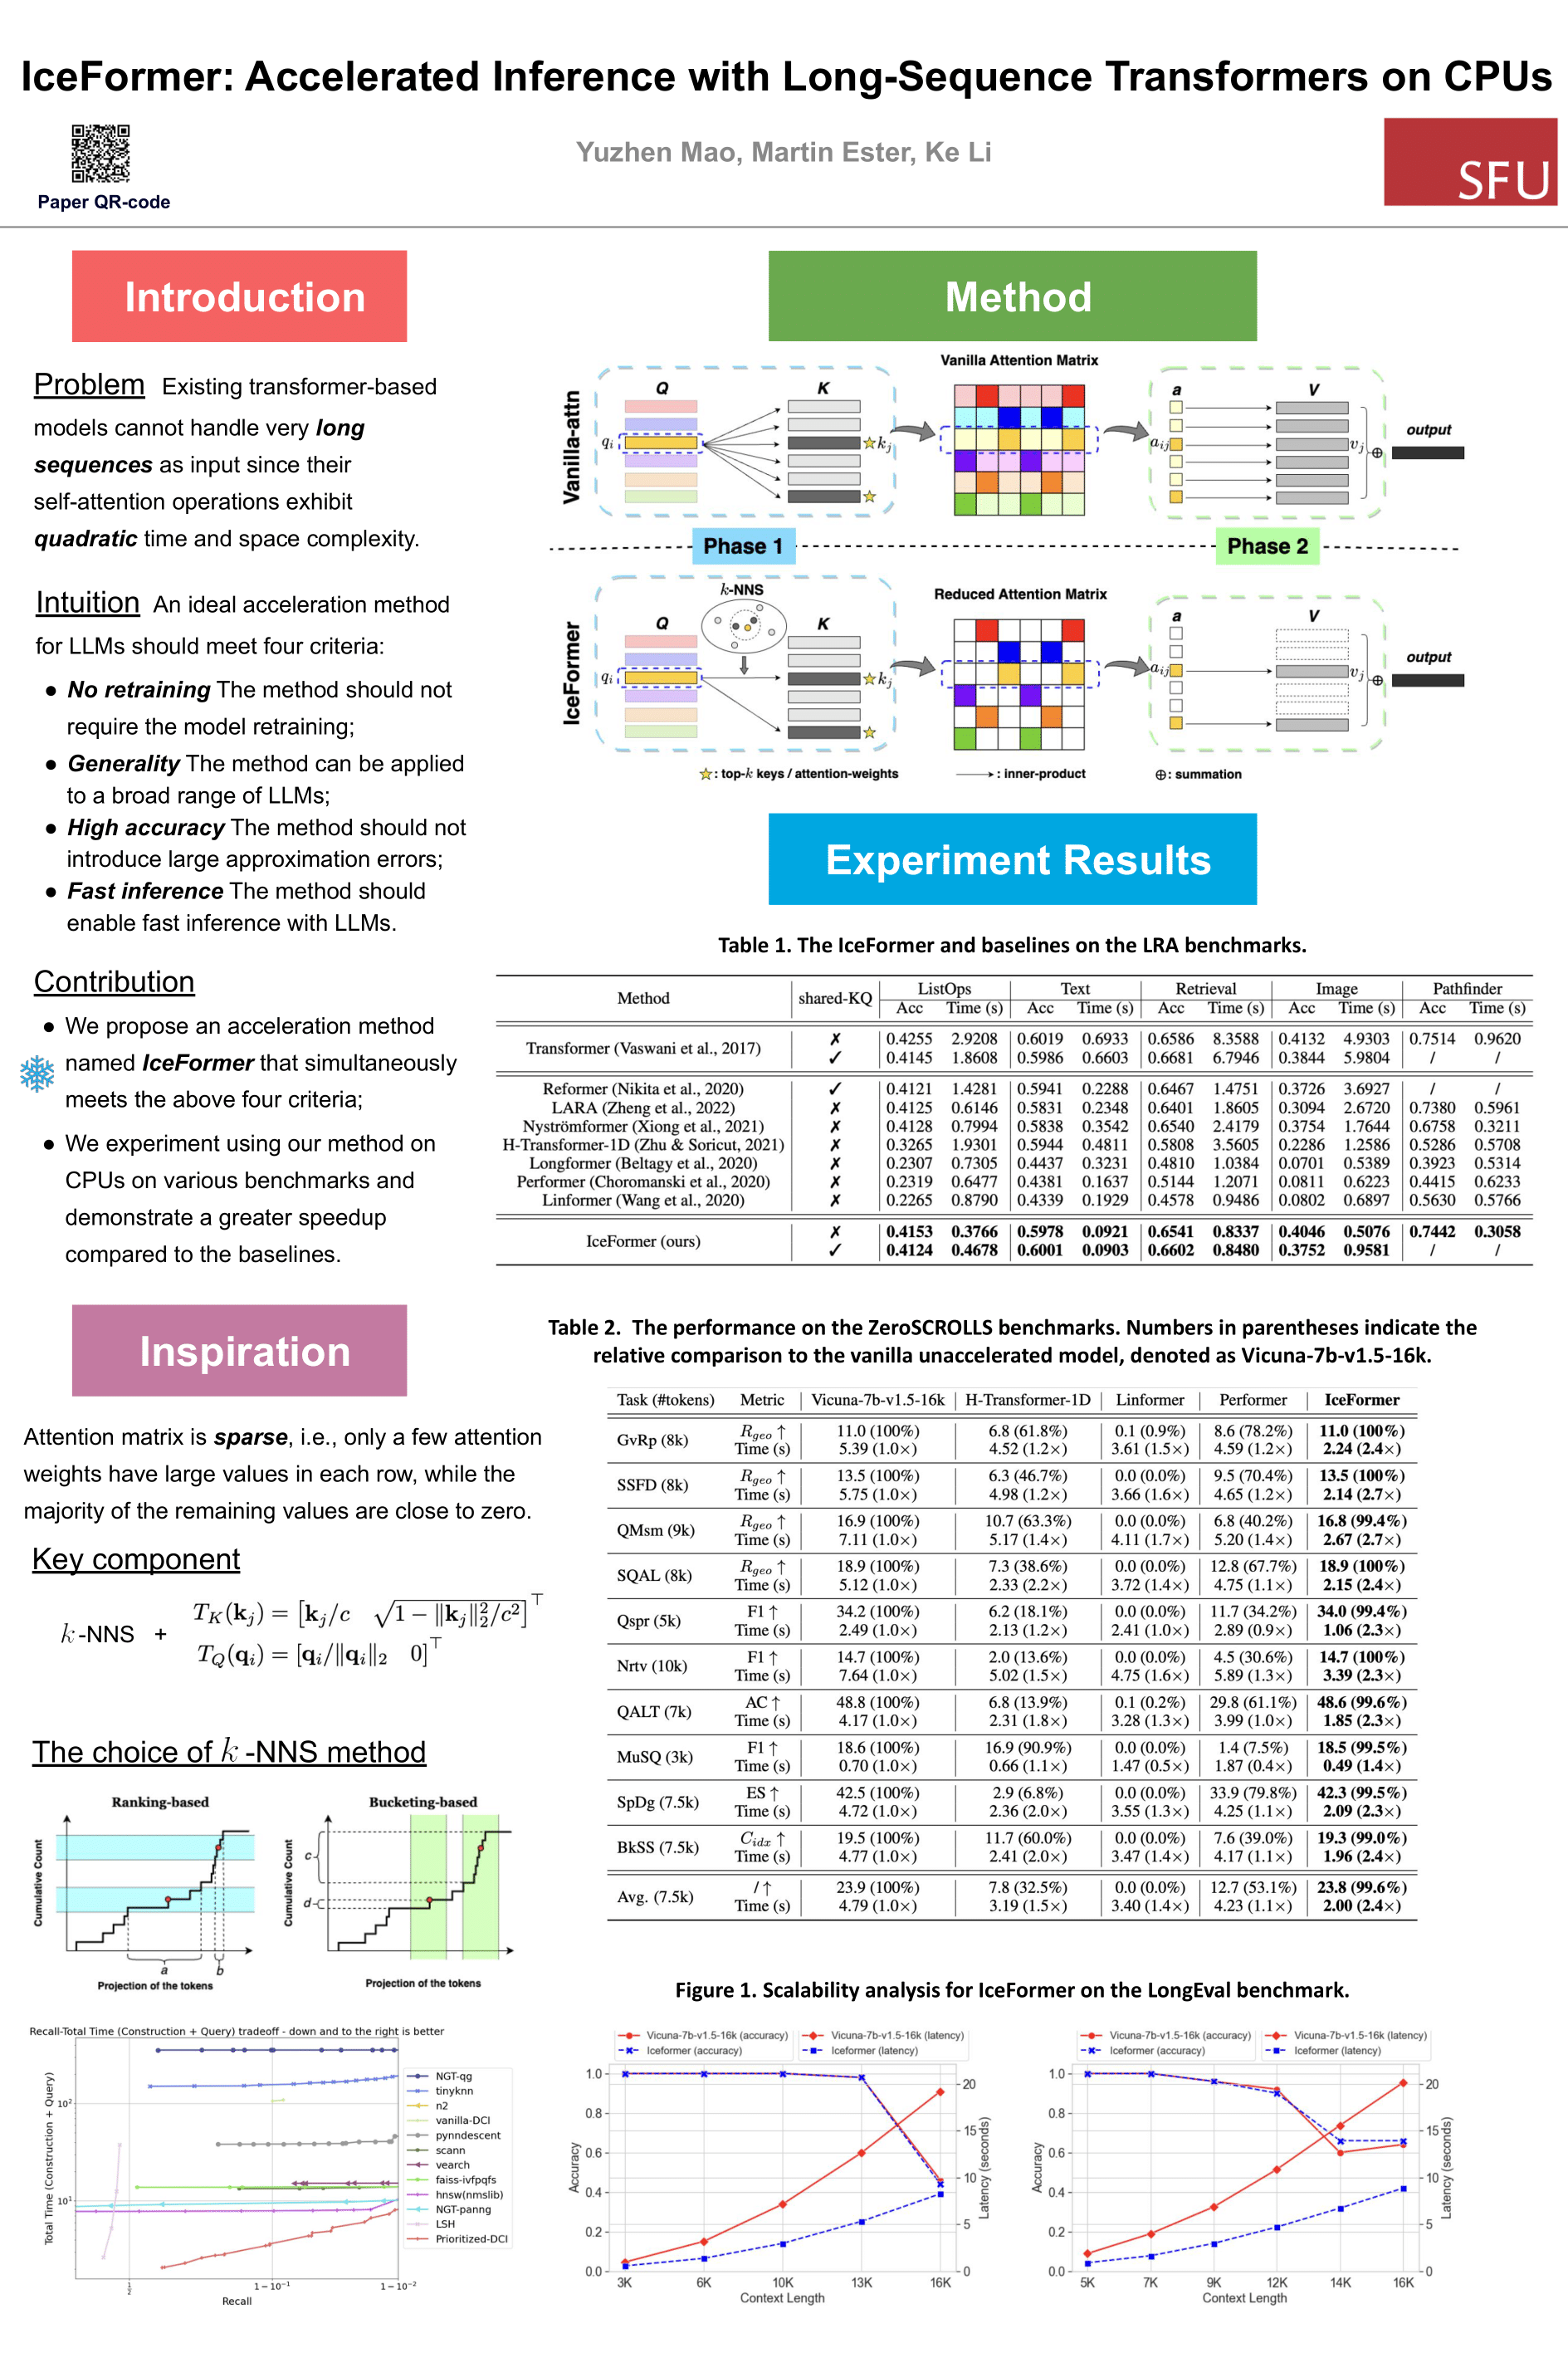 IceFormer: Accelerated Inference with Long-Sequence Transformers on CPUs
Yuzhen Mao, Martin Ester, Ke Li
Paper QR-code
SFU
Introduction
Problem Existing transformer-based
models cannot handle very long
sequences as input since their
self-attention operations exhibit
quadratic time and space complexity.
Intuition An ideal acceleration method
for LLMs should meet four criteria:
● No retraining The method should not
require the model retraining;
● Generality The method can be applied
to a broad range of LLMs;
● High accuracy The method should not
introduce large approximation errors;
● Fast inference The method should
enable fast inference with LLMs.
Contribution
● We propose an acceleration method
named IceFormer that simultaneously
meets the above four criteria;
● We experiment using our method on
CPUs on various benchmarks and
demonstrate a greater speedup
compared to the baselines.
Inspiration
Attention matrix is sparse, i.e., only a few attention
weights have large values in each row, while the
majority of the remaining values are close to zero.
Key component
k-NNS +
T_K(k_j) = [k_j/c √(1 − ‖k_j‖₂²/c²)]^⊤
T_Q(q_i) = [q_i/‖q_i‖₂ 0]^⊤
The choice of k-NNS method
Ranking-based
Cumulative Count
a
b
Projection of the tokens
Bucketing-based
Cumulative Count
c
d
Projection of the tokens
Recall-Total Time (Construction + Query) tradeoff - down and to the right is better
Total Time (Construction + Query)
10²
10¹
1/2
1−10⁻¹
1−10⁻²
Recall
NGT-qg
tinyknn
n2
vanilla-DCI
pynndescent
scann
vearch
faiss-ivfpqfs
hnsw(nmslib)
NGT-panng
LSH
Prioritized-DCI
Method
Vanilla-attn
Q
K
q_i
k_j
Vanilla Attention Matrix
a
V
a_ij
v_j
⊕
output
Phase 1
Phase 2
IceFormer
k-NNS
Q
K
q_i
k_j
Reduced Attention Matrix
a
V
a_ij
v_j
⊕
output
☆: top-k keys / attention-weights
→: inner-product
⊕: summation
Experiment Results
Table 1. The IceFormer and baselines on the LRA benchmarks.
Method shared-KQ ListOps Text Retrieval Image Pathfinder
Acc Time (s) Acc Time (s) Acc Time (s) Acc Time (s) Acc Time (s)
Transformer (Vaswani et al., 2017) ✗ 0.4255 2.9208 0.6019 0.6933 0.6586 8.3588 0.4132 4.9303 0.7514 0.9620
✓ 0.4145 1.8608 0.5986 0.6603 0.6681 6.7946 0.3844 5.9804 / /
Reformer (Nikita et al., 2020) ✓ 0.4121 1.4281 0.5941 0.2288 0.6467 1.4751 0.3726 3.6927 / /
LARA (Zheng et al., 2022) ✗ 0.4125 0.6146 0.5831 0.2348 0.6401 1.8605 0.3094 2.6720 0.7380 0.5961
Nyströmformer (Xiong et al., 2021) ✗ 0.4128 0.7994 0.5838 0.3542 0.6540 2.4179 0.3754 1.7644 0.6758 0.3211
H-Transformer-1D (Zhu & Soricut, 2021) ✗ 0.3265 1.9301 0.5944 0.4811 0.5808 3.5605 0.2286 1.2586 0.5286 0.5708
Longformer (Beltagy et al., 2020) ✗ 0.2307 0.7305 0.4437 0.3231 0.4810 1.0384 0.0701 0.5389 0.3923 0.5314
Performer (Choromanski et al., 2020) ✗ 0.2319 0.6477 0.4381 0.1637 0.5144 1.2071 0.0811 0.6223 0.4415 0.6233
Linformer (Wang et al., 2020) ✗ 0.2265 0.8790 0.4339 0.1929 0.4578 0.9486 0.0802 0.6897 0.5630 0.5766
IceFormer (ours) ✗ 0.4153 0.3766 0.5978 0.0921 0.6541 0.8337 0.4046 0.5076 0.7442 0.3058
✓ 0.4124 0.4678 0.6001 0.0903 0.6602 0.8480 0.3752 0.9581 / /
Table 2. The performance on the ZeroSCROLLS benchmarks. Numbers in parentheses indicate the
relative comparison to the vanilla unaccelerated model, denoted as Vicuna-7b-v1.5-16k.
Task (#tokens) Metric Vicuna-7b-v1.5-16k H-Transformer-1D Linformer Performer IceFormer
GvRp (8k) R_geo ↑ 11.0 (100%) 6.8 (61.8%) 0.1 (0.9%) 8.6 (78.2%) 11.0 (100%)
Time (s) 5.39 (1.0×) 4.52 (1.2×) 3.61 (1.5×) 4.59 (1.2×) 2.24 (2.4×)
SSFD (8k) R_geo ↑ 13.5 (100%) 6.3 (46.7%) 0.0 (0.0%) 9.5 (70.4%) 13.5 (100%)
Time (s) 5.75 (1.0×) 4.98 (1.2×) 3.66 (1.6×) 4.65 (1.2×) 2.14 (2.7×)
QMsm (9k) R_geo ↑ 16.9 (100%) 10.7 (63.3%) 0.0 (0.0%) 6.8 (40.2%) 16.8 (99.4%)
Time (s) 7.11 (1.0×) 5.17 (1.4×) 4.11 (1.7×) 5.20 (1.4×) 2.67 (2.7×)
SQAL (8k) R_geo ↑ 18.9 (100%) 7.3 (38.6%) 0.0 (0.0%) 12.8 (67.7%) 18.9 (100%)
Time (s) 5.12 (1.0×) 2.33 (2.2×) 3.72 (1.4×) 4.75 (1.1×) 2.15 (2.4×)
Qspr (5k) F1 ↑ 34.2 (100%) 6.2 (18.1%) 0.0 (0.0%) 11.7 (34.2%) 34.0 (99.4%)
Time (s) 2.49 (1.0×) 2.13 (1.2×) 2.41 (1.0×) 2.89 (0.9×) 1.06 (2.3×)
Nrtv (10k) F1 ↑ 14.7 (100%) 2.0 (13.6%) 0.0 (0.0%) 4.5 (30.6%) 14.7 (100%)
Time (s) 7.64 (1.0×) 5.02 (1.5×) 4.75 (1.6×) 5.89 (1.3×) 3.39 (2.3×)
QALT (7k) AC ↑ 48.8 (100%) 6.8 (13.9%) 0.1 (0.2%) 29.8 (61.1%) 48.6 (99.6%)
Time (s) 4.17 (1.0×) 2.31 (1.8×) 3.28 (1.3×) 3.99 (1.0×) 1.85 (2.3×)
MuSQ (3k) F1 ↑ 18.6 (100%) 16.9 (90.9%) 0.0 (0.0%) 1.4 (7.5%) 18.5 (99.5%)
Time (s) 0.70 (1.0×) 0.66 (1.1×) 1.47 (0.5×) 1.87 (0.4×) 0.49 (1.4×)
SpDg (7.5k) ES ↑ 42.5 (100%) 2.9 (6.8%) 0.0 (0.0%) 33.9 (79.8%) 42.3 (99.5%)
Time (s) 4.72 (1.0×) 2.36 (2.0×) 3.55 (1.3×) 4.25 (1.1×) 2.09 (2.3×)
BkSS (7.5k) C_idx ↑ 19.5 (100%) 11.7 (60.0%) 0.0 (0.0%) 7.6 (39.0%) 19.3 (99.0%)
Time (s) 4.77 (1.0×) 2.41 (2.0×) 3.47 (1.4×) 4.17 (1.1×) 1.96 (2.4×)
Avg. (7.5k) / ↑ 23.9 (100%) 7.8 (32.5%) 0.0 (0.0%) 12.7 (53.1%) 23.8 (99.6%)
Time (s) 4.79 (1.0×) 3.19 (1.5×) 3.40 (1.4×) 4.23 (1.1×) 2.00 (2.4×)
Figure 1. Scalability analysis for IceFormer on the LongEval benchmark.
Vicuna-7b-v1.5-16k (accuracy) Vicuna-7b-v1.5-16k (latency)
Iceformer (accuracy) Iceformer (latency)
Accuracy
1.0
0.8
0.6
0.4
0.2
0.0
20
15
10
5
0
Latency (seconds)
3K 6K 10K 13K 16K
Context Length
Vicuna-7b-v1.5-16k (accuracy) Vicuna-7b-v1.5-16k (latency)
Iceformer (accuracy) Iceformer (latency)
Accuracy
1.0
0.8
0.6
0.4
0.2
0.0
20
15
10
5
0
Latency (seconds)
5K 7K 9K 12K 14K 16K
Context Length